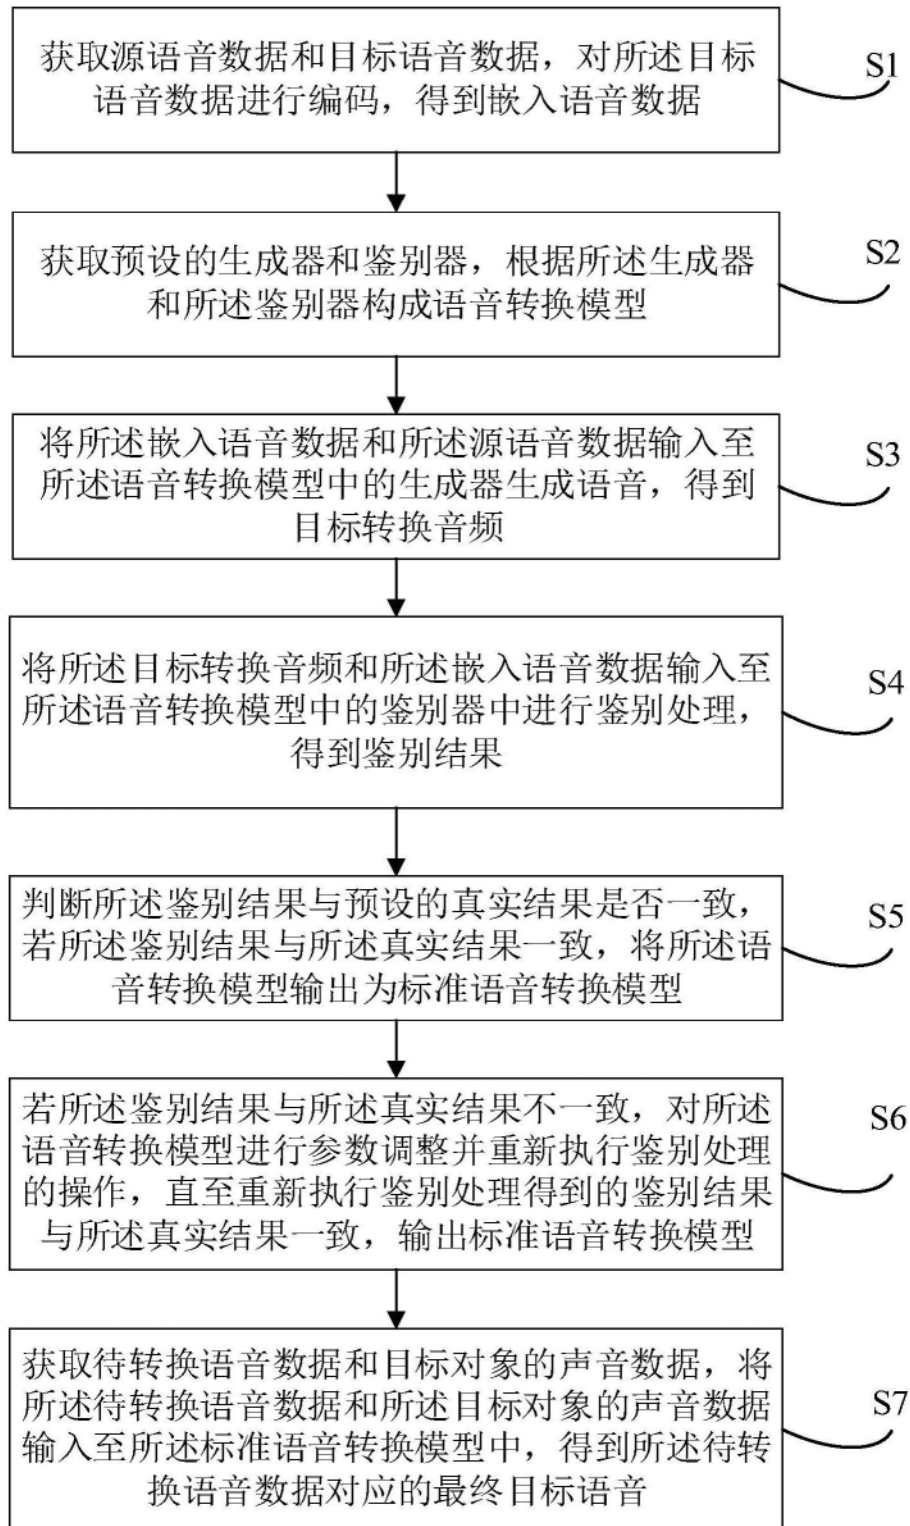 获取源语音数据和目标语音数据，对所述目标
语音数据进行编码，得到嵌入语音数据
S1
获取预设的生成器和鉴别器，根据所述生成器
和所述鉴别器构成语音转换模型
S2
将所述嵌入语音数据和所述源语音数据输入至
所述语音转换模型中的生成器生成语音，得到
目标转换音频
S3
将所述目标转换音频和所述嵌入语音数据输入至
所述语音转换模型中的鉴别器中进行鉴别处理，
得到鉴别结果
S4
判断所述鉴别结果与预设的真实结果是否一致，
若所述鉴别结果与所述真实结果一致，将所述语
音转换模型输出为标准语音转换模型
S5
若所述鉴别结果与所述真实结果不一致，对所述
语音转换模型进行参数调整并重新执行鉴别处理
的操作，直至重新执行鉴别处理得到的鉴别结果
与所述真实结果一致，输出标准语音转换模型
S6
获取待转换语音数据和目标对象的声音数据，将
所述待转换语音数据和所述目标对象的声音数据
输入至所述标准语音转换模型中，得到所述待转
换语音数据对应的最终目标语音
S7